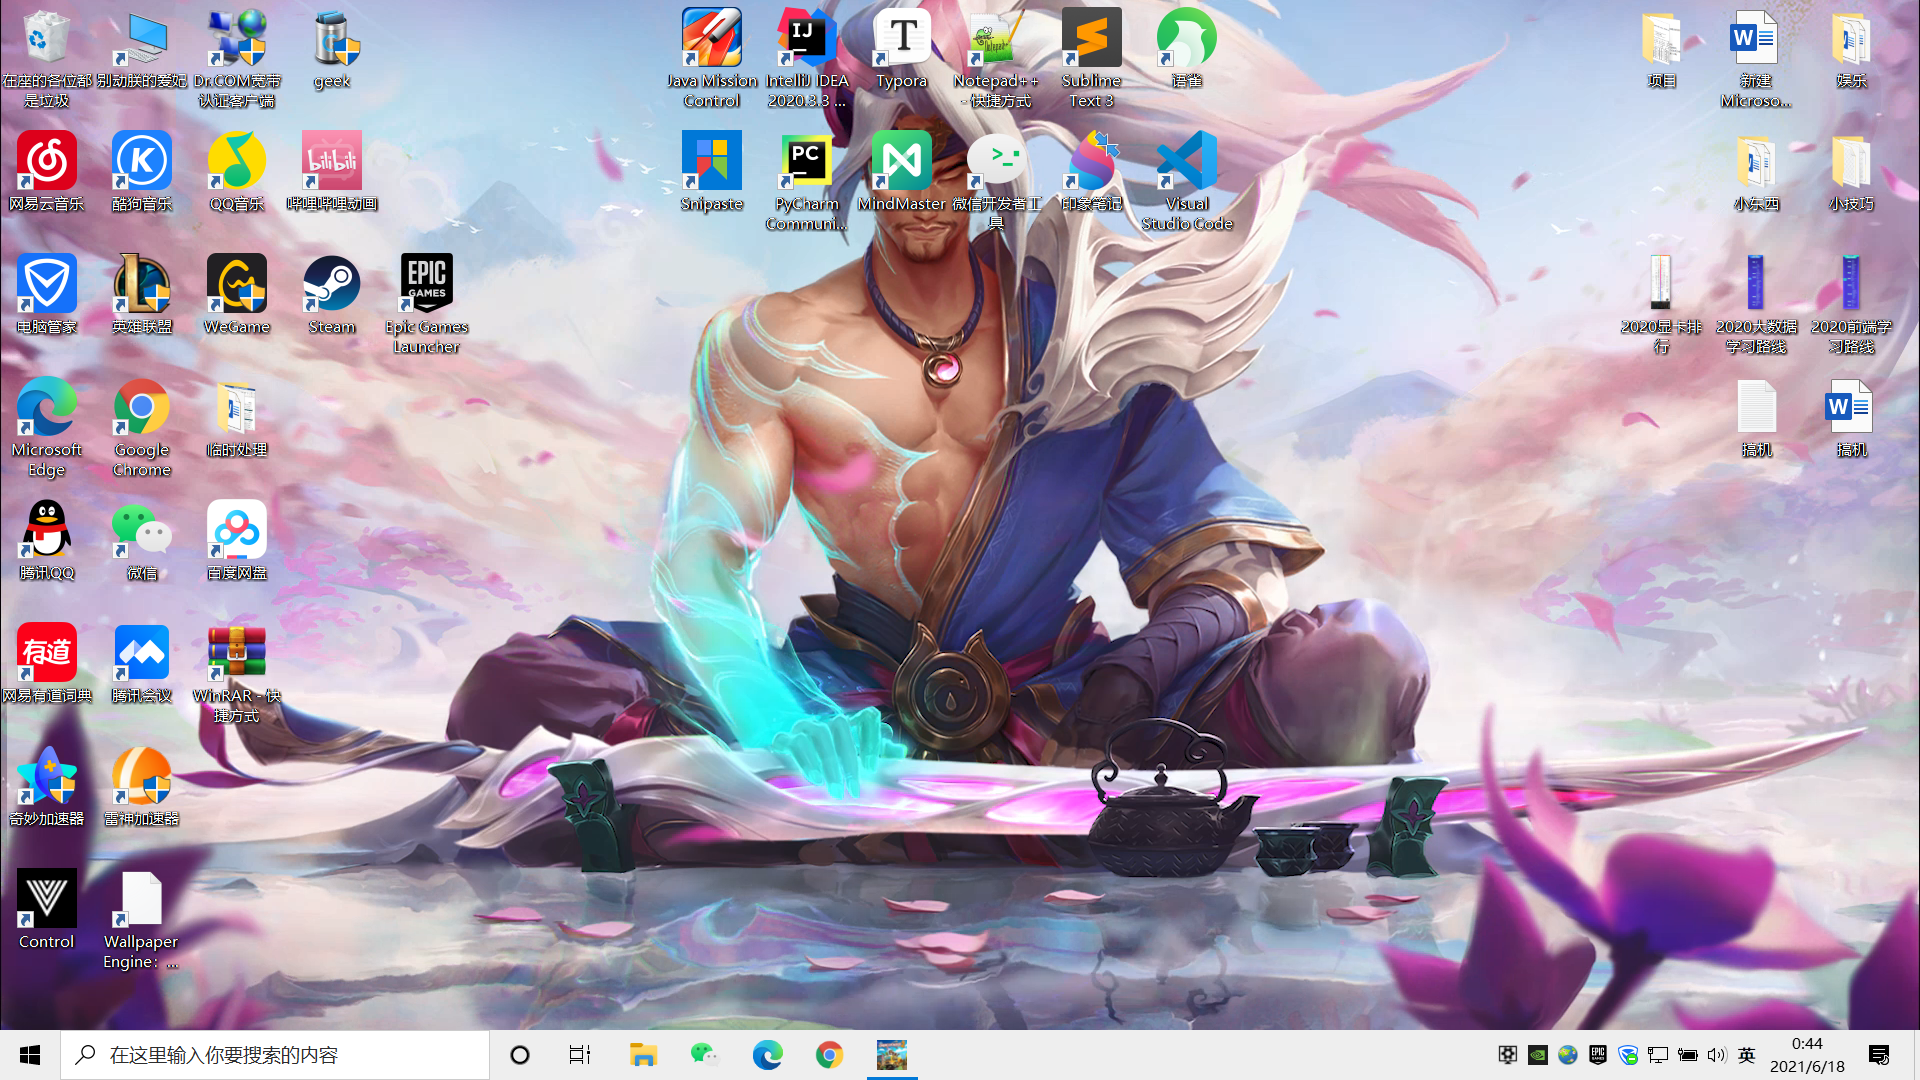 在座的各位都是垃圾
别动朕的爱妃
Dr.COM宽带认证客户端
geek
Java Mission Control
IntelliJ IDEA 2020.3.3 ...
Typora
Notepad++ - 快捷方式
Sublime Text 3
语雀
项目
新建 Microso...
娱乐
网易云音乐
酷狗音乐
QQ音乐
哔哩哔哩动画
Snipaste
PyCharm Communi...
MindMaster
微信开发者工具
印象笔记
Visual Studio Code
小东西
小技巧
电脑管家
英雄联盟
WeGame
Steam
Epic Games Launcher
2020显卡排行
2020大数据学习路线
2020前端学习路线
Microsoft Edge
Google Chrome
临时处理
搞机
搞机
腾讯QQ
微信
百度网盘
有道
网易有道词典
腾讯会议
WinRAR - 快捷方式
奇妙加速器
雷神加速器
Control
Wallpaper Engine：...
在这里输入你要搜索的内容
英
0:44
2021/6/18